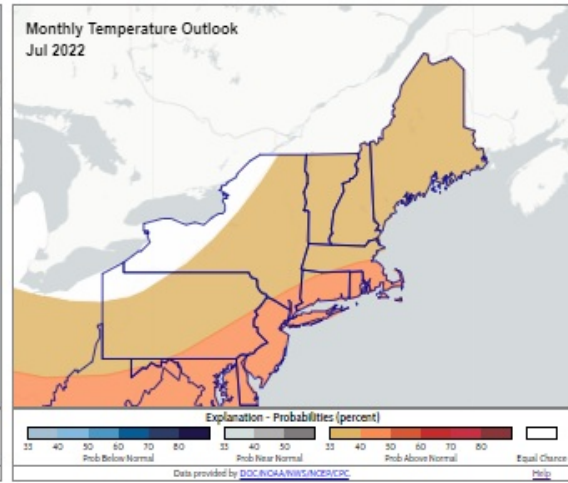 Monthly Temperature Outlook
Jul 2022
Explanation - Probabilities (percent)
33 40 50 60 70 80 33 40 50 33 40 50 60 70 80
Prob Below Normal Prob Near Normal Prob Above Normal Equal Chance
Data provided by DOC/NOAA/NWS/NCEP/CPC Help